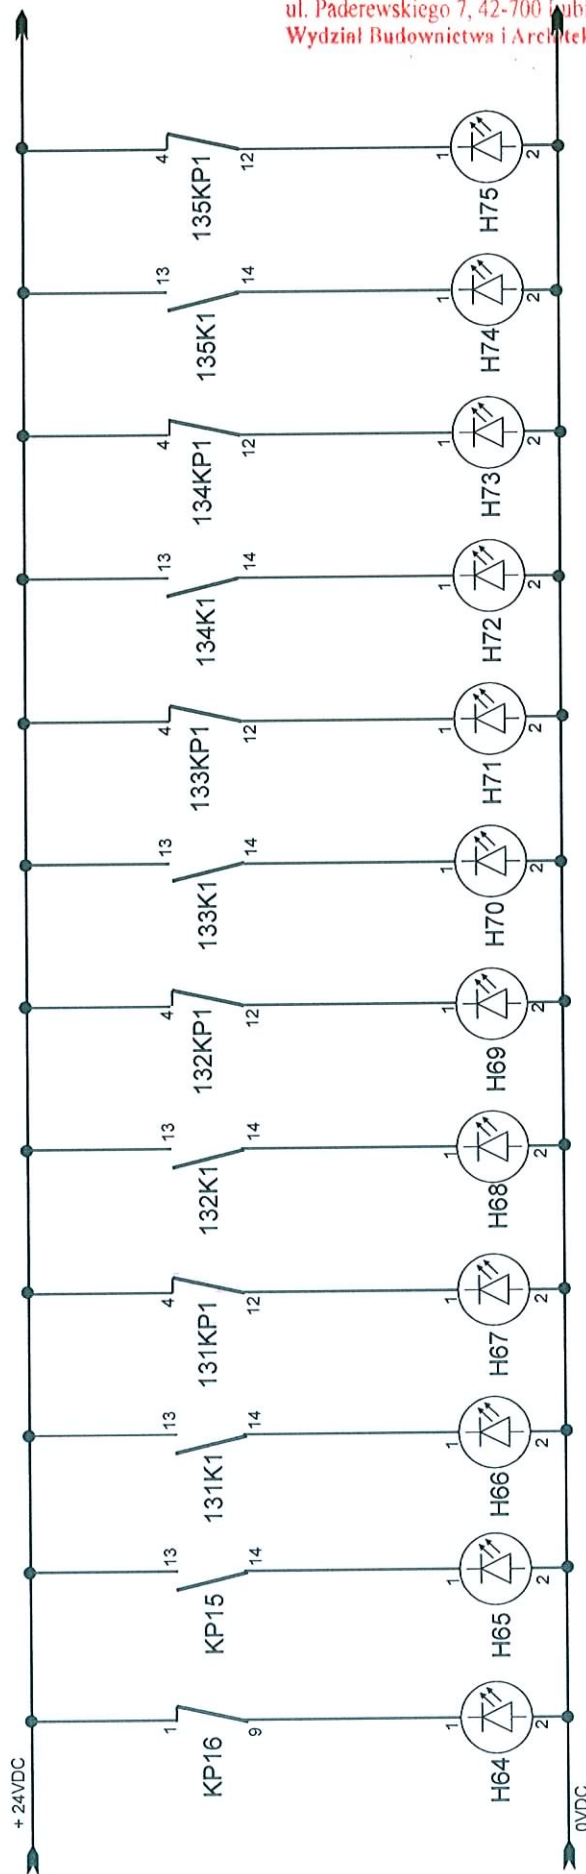 ul. Paderewskiego 7, 42-700
Wydział Budownictwa i
+ 24VDC
0VDC
1
KP16
9
1
2
H64
13
KP15
14
1
2
H65
13
131K1
14
1
2
H66
4
131KP1
12
1
2
H67
13
132K1
14
1
2
H68
4
132KP1
12
1
2
H69
13
133K1
14
1
2
H70
4
133KP1
12
1
2
H71
13
134K1
14
1
2
H72
4
134KP1
12
1
2
H73
13
135K1
14
1
2
H74
4
135KP1
12
1
2
H75